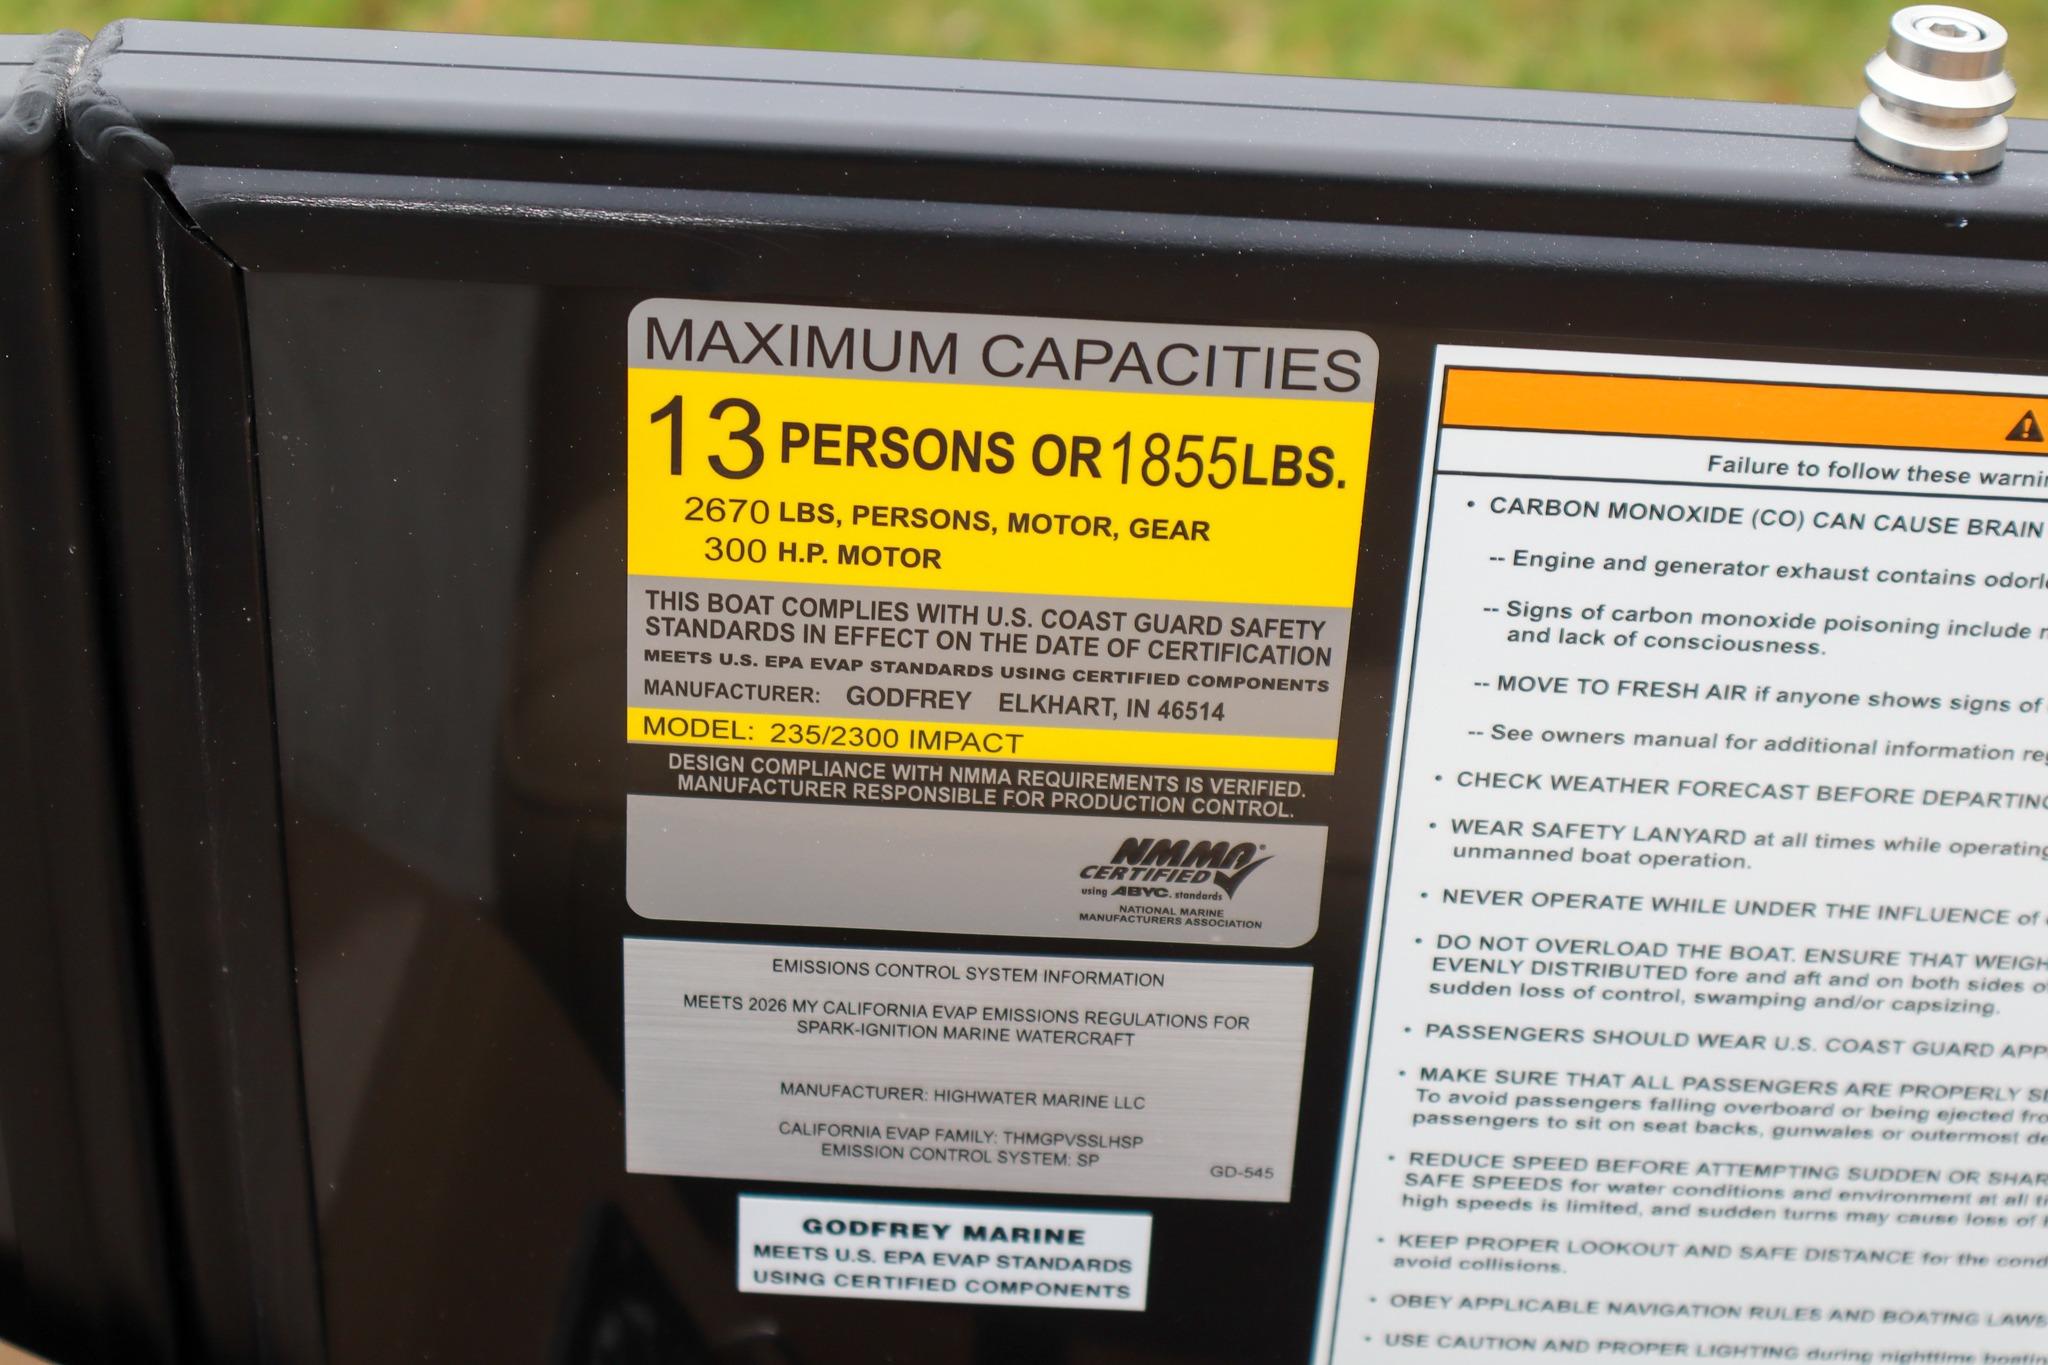 MAXIMUM CAPACITIES
13 PERSONS OR 1855 LBS.
2670 LBS, PERSONS, MOTOR, GEAR
300 H.P. MOTOR
THIS BOAT COMPLIES WITH U.S. COAST GUARD SAFETY
STANDARDS IN EFFECT ON THE DATE OF CERTIFICATION
MEETS U.S. EPA EVAP STANDARDS USING CERTIFIED COMPONENTS
MANUFACTURER: GODFREY ELKHART, IN 46514
MODEL: 235/2300 IMPACT
DESIGN COMPLIANCE WITH NMMA REQUIREMENTS IS VERIFIED.
MANUFACTURER RESPONSIBLE FOR PRODUCTION CONTROL.
NMMA®
CERTIFIED
using ABYC. standards
NATIONAL MARINE
MANUFACTURERS ASSOCIATION
EMISSIONS CONTROL SYSTEM INFORMATION
MEETS 2026 MY CALIFORNIA EVAP EMISSIONS REGULATIONS FOR
SPARK-IGNITION MARINE WATERCRAFT
MANUFACTURER: HIGHWATER MARINE LLC
CALIFORNIA EVAP FAMILY: THMGPVSSLHSP
EMISSION CONTROL SYSTEM: SP
GD-545
GODFREY MARINE
MEETS U.S. EPA EVAP STANDARDS
USING CERTIFIED COMPONENTS
Failure to follow these
• CARBON MONOXIDE (CO) CAN CAUSE BRAIN
-- Engine and generator exhaust contains
-- Signs of carbon monoxide poisoning include
and lack of consciousness.
-- MOVE TO FRESH AIR if anyone shows signs of
-- See owners manual for additional information
• CHECK WEATHER FORECAST BEFORE DEPARTING
• WEAR SAFETY LANYARD at all times while operating
unmanned boat operation.
• NEVER OPERATE WHILE UNDER THE INFLUENCE of
• DO NOT OVERLOAD THE BOAT. ENSURE THAT
EVENLY DISTRIBUTED fore and aft and on both sides
sudden loss of control, swamping and/or capsizing.
• PASSENGERS SHOULD WEAR U.S. COAST GUARD
• MAKE SURE THAT ALL PASSENGERS ARE PROPERLY
To avoid passengers falling overboard or being ejected
passengers to sit on seat backs, gunwales or outermost
• REDUCE SPEED BEFORE ATTEMPTING SUDDEN OR
SAFE SPEEDS for water conditions and environment at all
high speeds is limited, and sudden turns may cause loss of
• KEEP PROPER LOOKOUT AND SAFE DISTANCE for the
avoid collisions.
• OBEY APPLICABLE NAVIGATION RULES AND BOATING LAWS
• USE CAUTION AND PROPER LIGHTING during nighttime